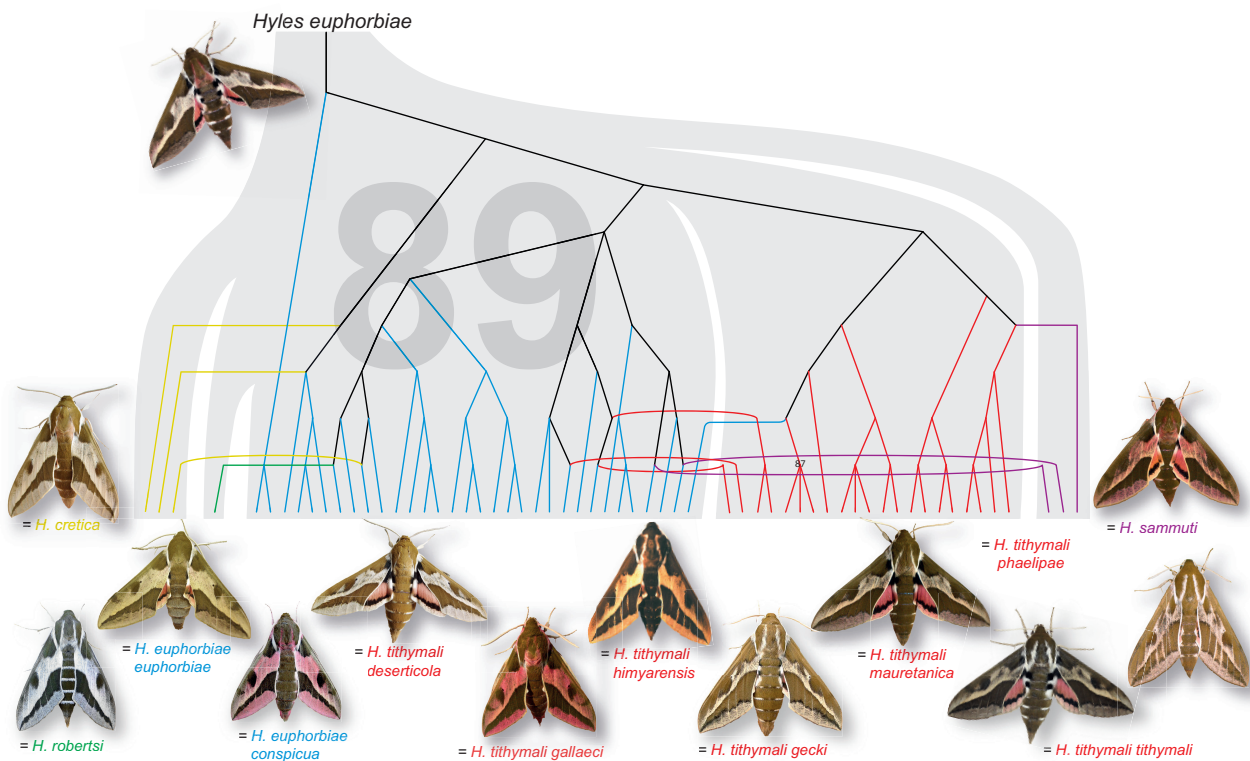 Hyles euphorbiae
89
87
= H. cretica
= H. sammuti
= H. tithymali
phaelipae
= H. euphorbiae
euphorbiae
= H. tithymali
deserticola
= H. tithymali
himyarensis
= H. tithymali
mauretanica
= H. robertsi
= H. euphorbiae
conspicua
= H. tithymali gallaeci
= H. tithymali gecki
= H. tithymali tithymali